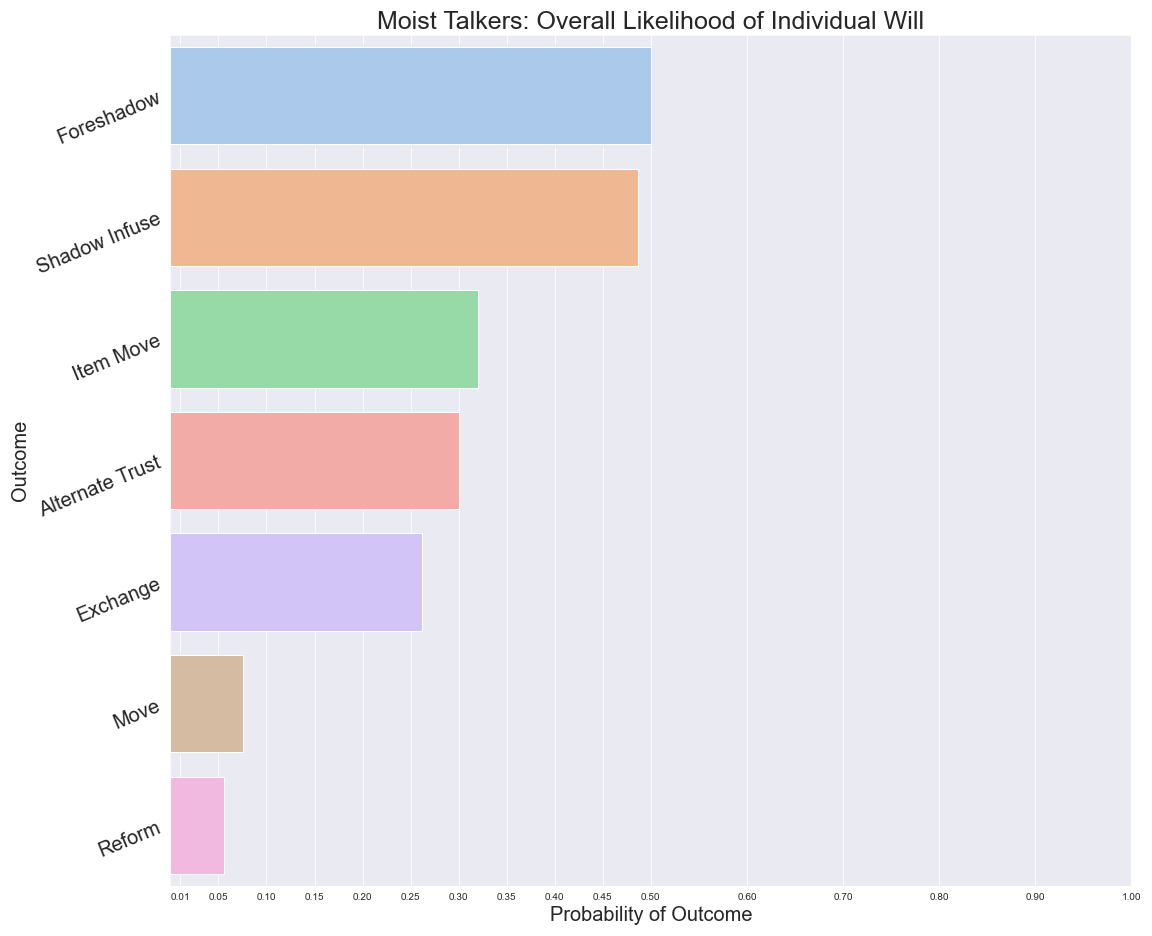 Moist Talkers: Overall Likelihood of Individual Will
Foreshadow
Shadow Infuse
Item Move
Alternate Trust
Exchange
Move
Reform
Outcome
0.01 0.05 0.10 0.15 0.20 0.25 0.30 0.35 0.40 0.45 0.50 0.60 0.70 0.80 0.90 1.00
Probability of Outcome